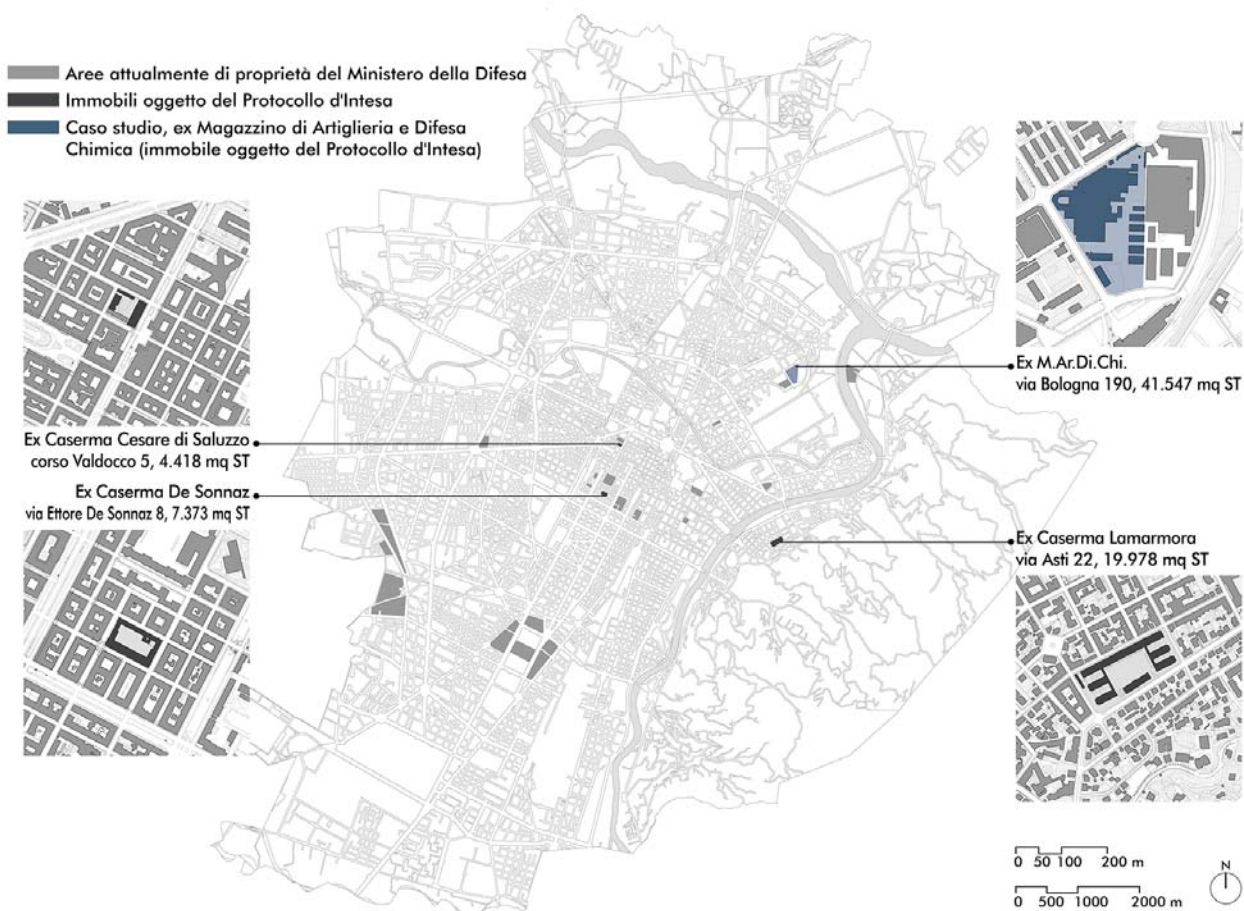 Aree attualmente di proprietà del Ministero della Difesa
Immobili oggetto del Protocollo d'Intesa
Caso studio, ex Magazzino di Artiglieria e Difesa
Chimica (immobile oggetto del Protocollo d'Intesa)
Ex M.Ar.Di.Chi.
via Bologna 190, 41.547 mq ST
Ex Caserma Cesare di Saluzzo
corso Valdocco 5, 4.418 mq ST
Ex Caserma De Sonnaz
via Ettore De Sonnaz 8, 7.373 mq ST
Ex Caserma Lamarmora
via Asti 22, 19.978 mq ST
0 50 100 200 m
0 500 1000 2000 m
N